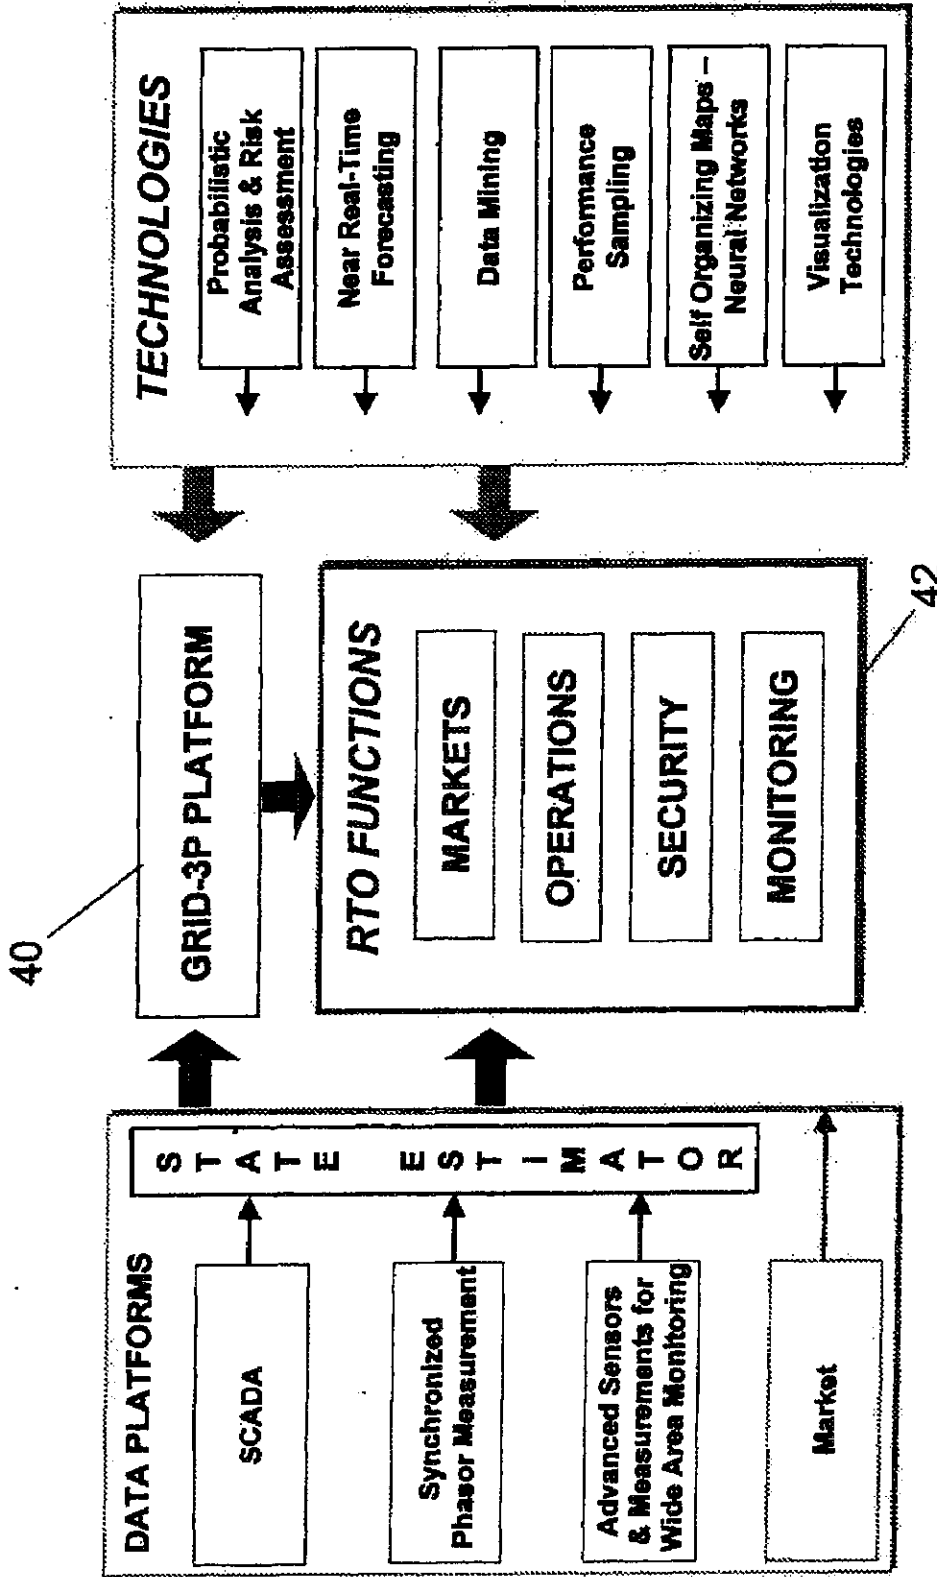 DATA PLATFORMS
SCADA
Synchronized
Phasor Measurement
Advanced Sensors
& Measurements for
Wide Area Monitoring
Market
STATE ESTIMATOR
40
GRID-3P PLATFORM
RTO FUNCTIONS
MARKETS
OPERATIONS
SECURITY
MONITORING
42
TECHNOLOGIES
Probabilistic
Analysis & Risk
Assessment
Near Real-Time
Forecasting
Data Mining
Performance
Sampling
Self Organizing Maps –
Neural Networks
Visualization
Technologies